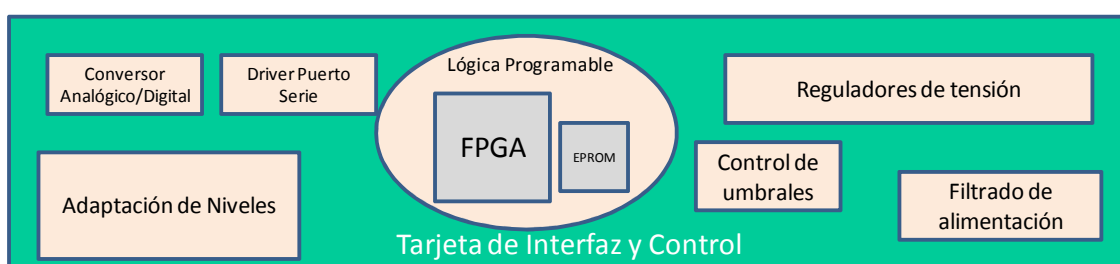 Conversor
Analógico/Digital
Driver Puerto
Serie
Lógica Programable
FPGA
EPROM
Reguladores de tensión
Adaptación de Niveles
Control de
umbrales
Filtrado de
alimentación
Tarjeta de Interfaz y Control